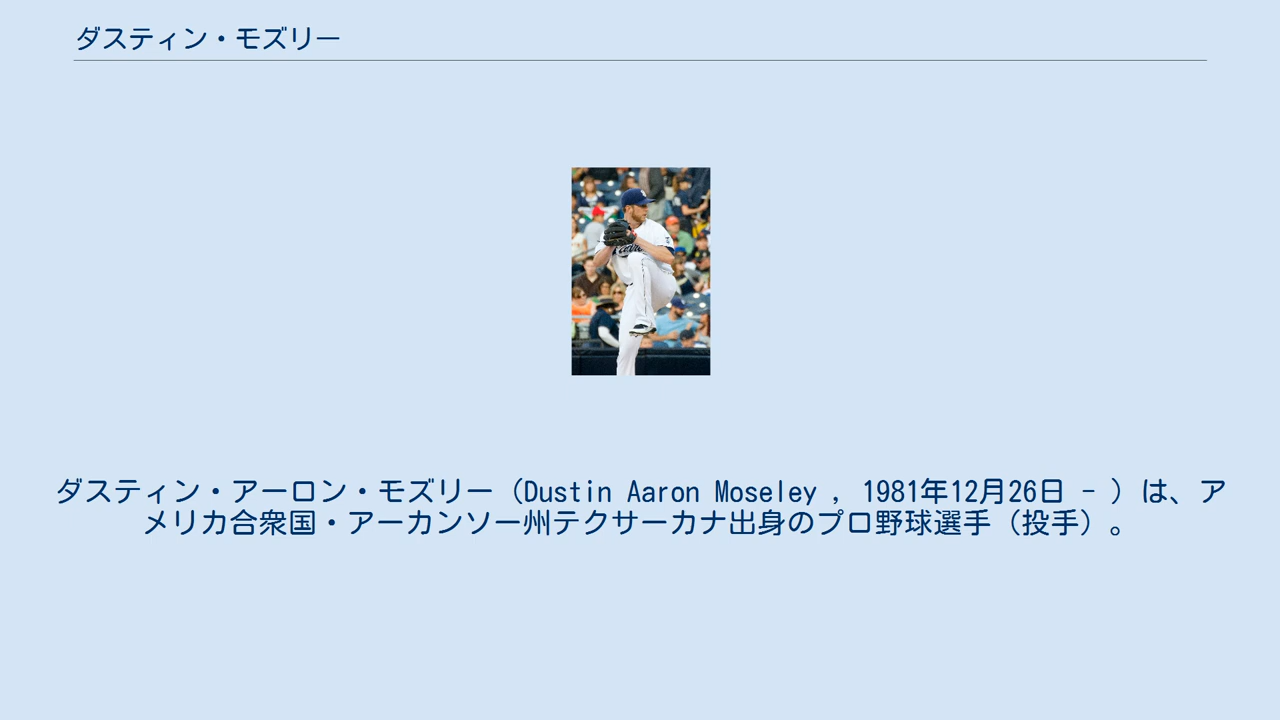 ダスティン・モズリー
ダスティン・アーロン・モズリー（Dustin Aaron Moseley , 1981年12月26日 - ）は、ア
メリカ合衆国・アーカンソー州テクサーカナ出身のプロ野球選手（投手）。